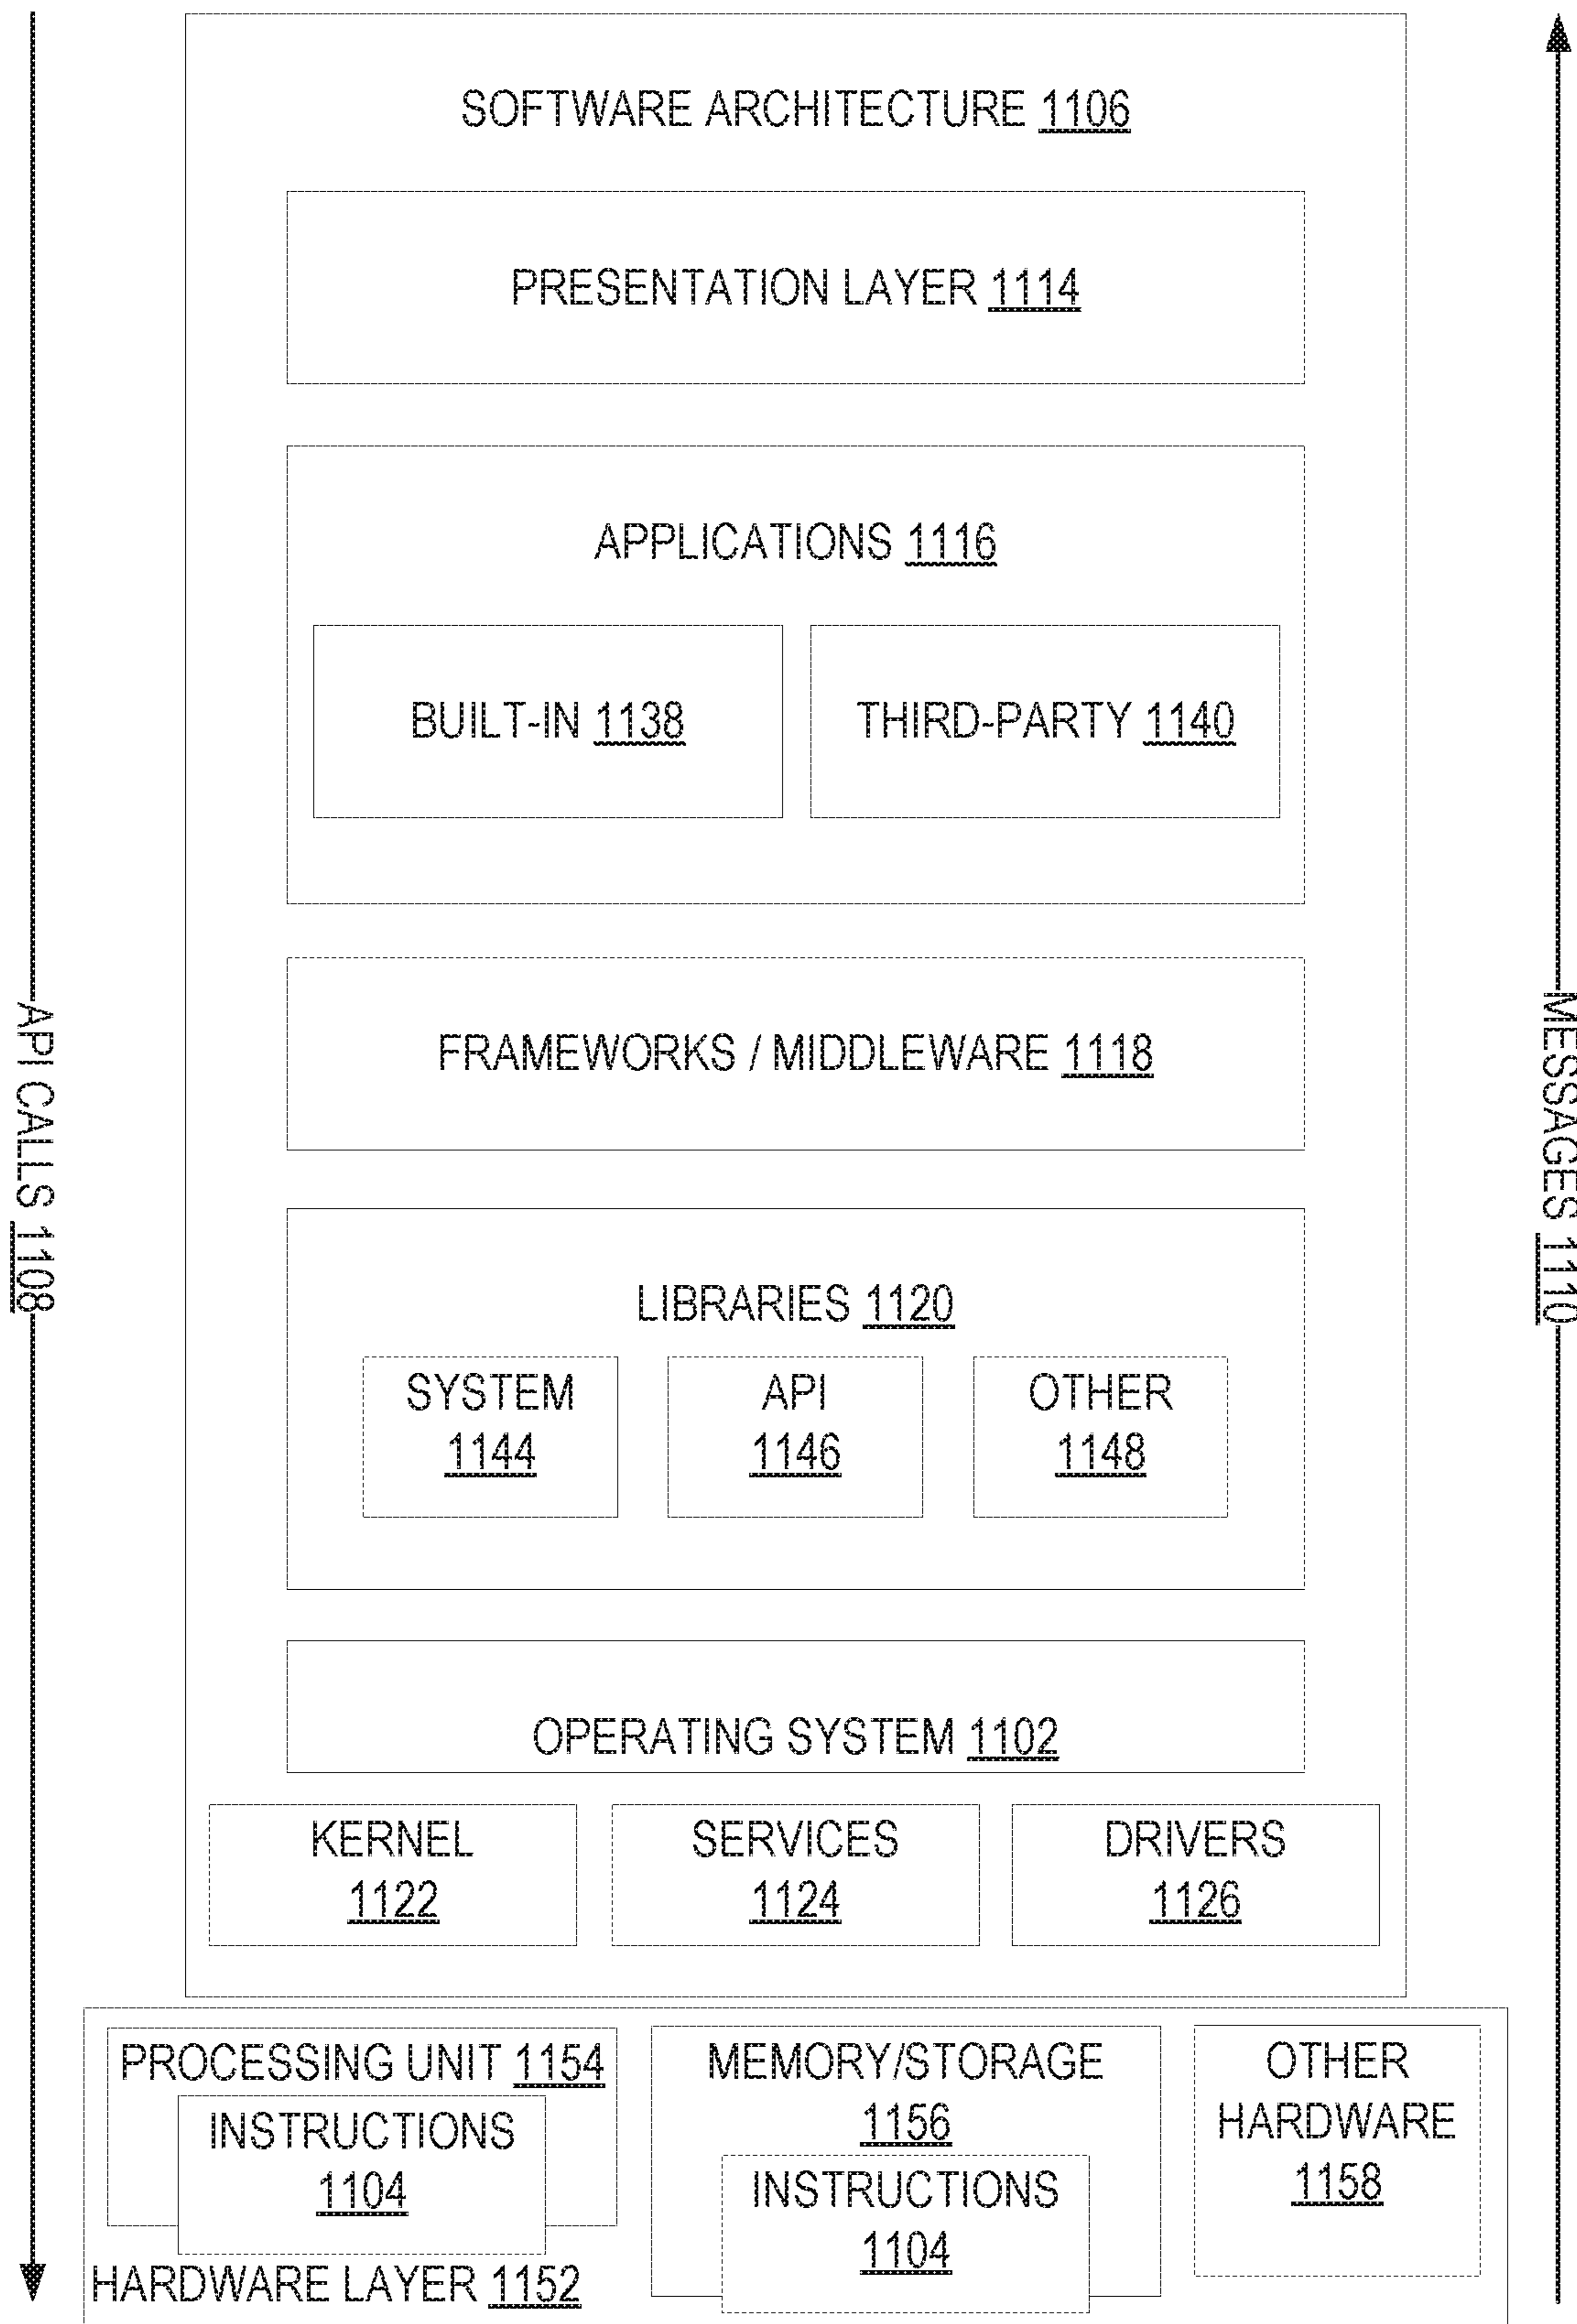 SOFTWARE ARCHITECTURE 1106
PRESENTATION LAYER 1114
APPLICATIONS 1116
BUILT-IN 1138
THIRD-PARTY 1140
FRAMEWORKS / MIDDLEWARE 1118
API CALLS 1108
MESSAGES 1110
LIBRARIES 1120
SYSTEM
1144
API
1146
OTHER
1148
OPERATING SYSTEM 1102
KERNEL
1122
SERVICES
1124
DRIVERS
1126
PROCESSING UNIT 1154
INSTRUCTIONS
1104
MEMORY/STORAGE
1156
INSTRUCTIONS
1104
OTHER
HARDWARE
1158
HARDWARE LAYER 1152